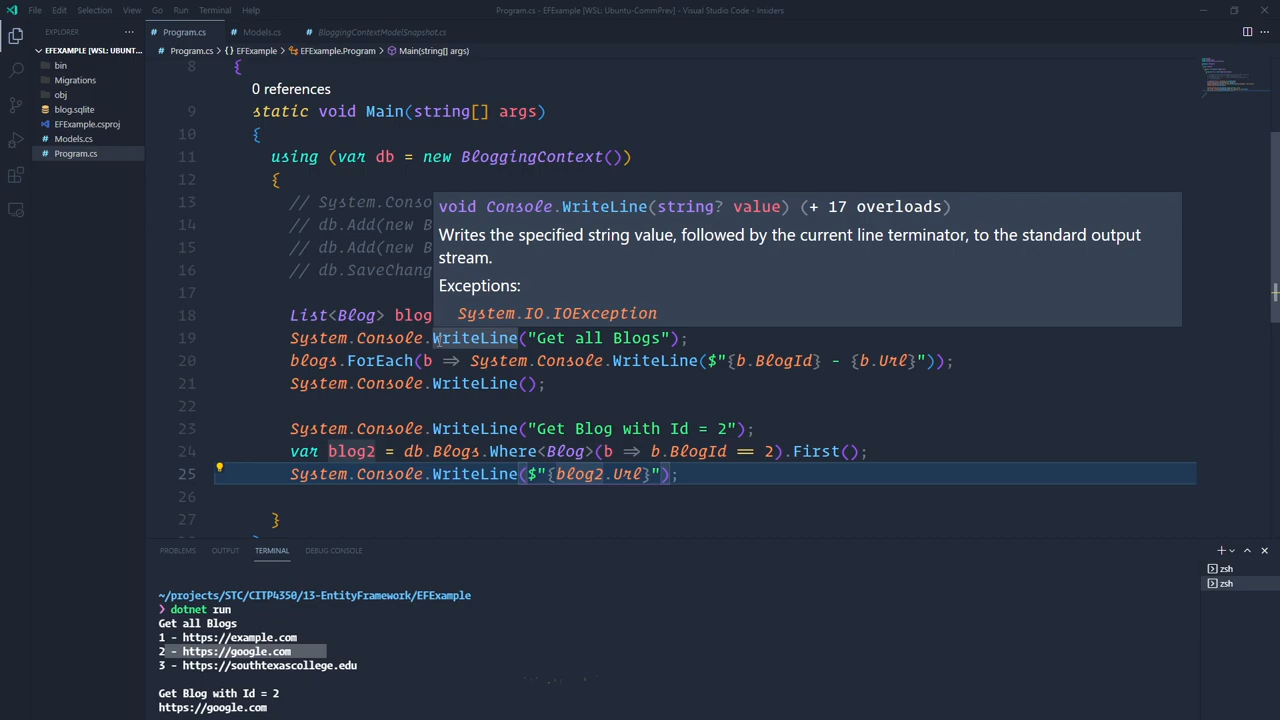 File Edit Selection View Go Run Terminal Help
Program.cs - EFExample [WSL: Ubuntu-CommPrev] - Visual Studio Code - Insiders
EXPLORER
EFEXAMPLE [WSL: UBUNT...
bin
Migrations
obj
blog.sqlite
EFExample.csproj
Models.cs
Program.cs
Program.cs Models.cs BloggingContextModelSnapshot.cs
Program.cs > {} EFExample > EFExample.Program > Main(string[] args)
8 {
0 references
9 static void Main(string[] args)
10 {
11 using (var db = new BloggingContext())
12 {
13 // System.Conso
14 // db.Add(new B
15 // db.Add(new B
16 // db.SaveChang
17
void Console.WriteLine(string? value) (+ 17 overloads)
Writes the specified string value, followed by the current line terminator, to the standard output
stream.
Exceptions:
System.IO.IOException
18 List<Blog> blog
19 System.Console.WriteLine("Get all Blogs");
20 blogs.ForEach(b => System.Console.WriteLine($"{b.BlogId} - {b.Url}"));
21 System.Console.WriteLine();
22
23 System.Console.WriteLine("Get Blog with Id = 2");
24 var blog2 = db.Blogs.Where<Blog>(b => b.BlogId == 2).First();
25 System.Console.WriteLine($"{blog2.Url}");
26
27 }
PROBLEMS OUTPUT TERMINAL DEBUG CONSOLE
zsh
zsh
~/projects/STC/CITP4350/13-EntityFramework/EFExample
❯ dotnet run
Get all Blogs
1 - https://example.com
2 - https://google.com
3 - https://southtexascollege.edu
Get Blog with Id = 2
https://google.com